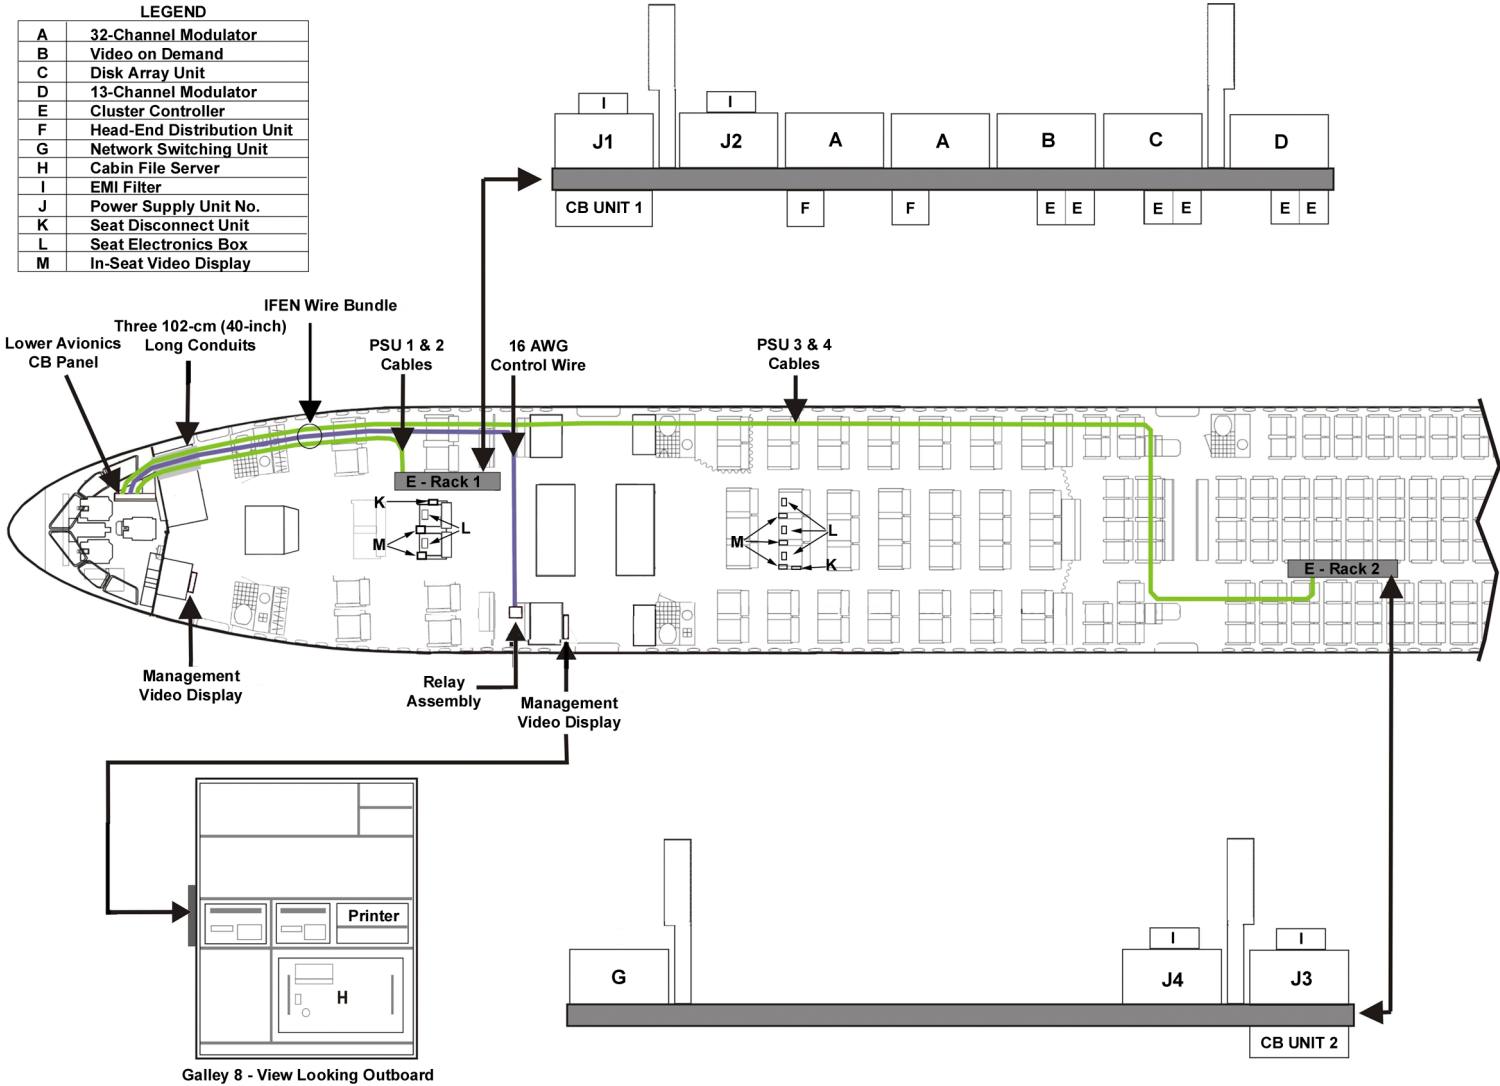 LEGEND
A 32-Channel Modulator
B Video on Demand
C Disk Array Unit
D 13-Channel Modulator
E Cluster Controller
F Head-End Distribution Unit
G Network Switching Unit
H Cabin File Server
I EMI Filter
J Power Supply Unit No.
K Seat Disconnect Unit
L Seat Electronics Box
M In-Seat Video Display
I I
J1 J2 A A B C D
CB UNIT 1 F F E E E E E E
IFEN Wire Bundle
Three 102-cm (40-inch)
Long Conduits
Lower Avionics
CB Panel
PSU 1 & 2
Cables
16 AWG
Control Wire
PSU 3 & 4
Cables
E - Rack 1
K
L
M
M
L
K
E - Rack 2
Management
Video Display
Relay
Assembly
Management
Video Display
Printer
H
Galley 8 - View Looking Outboard
I I
G J4 J3
CB UNIT 2